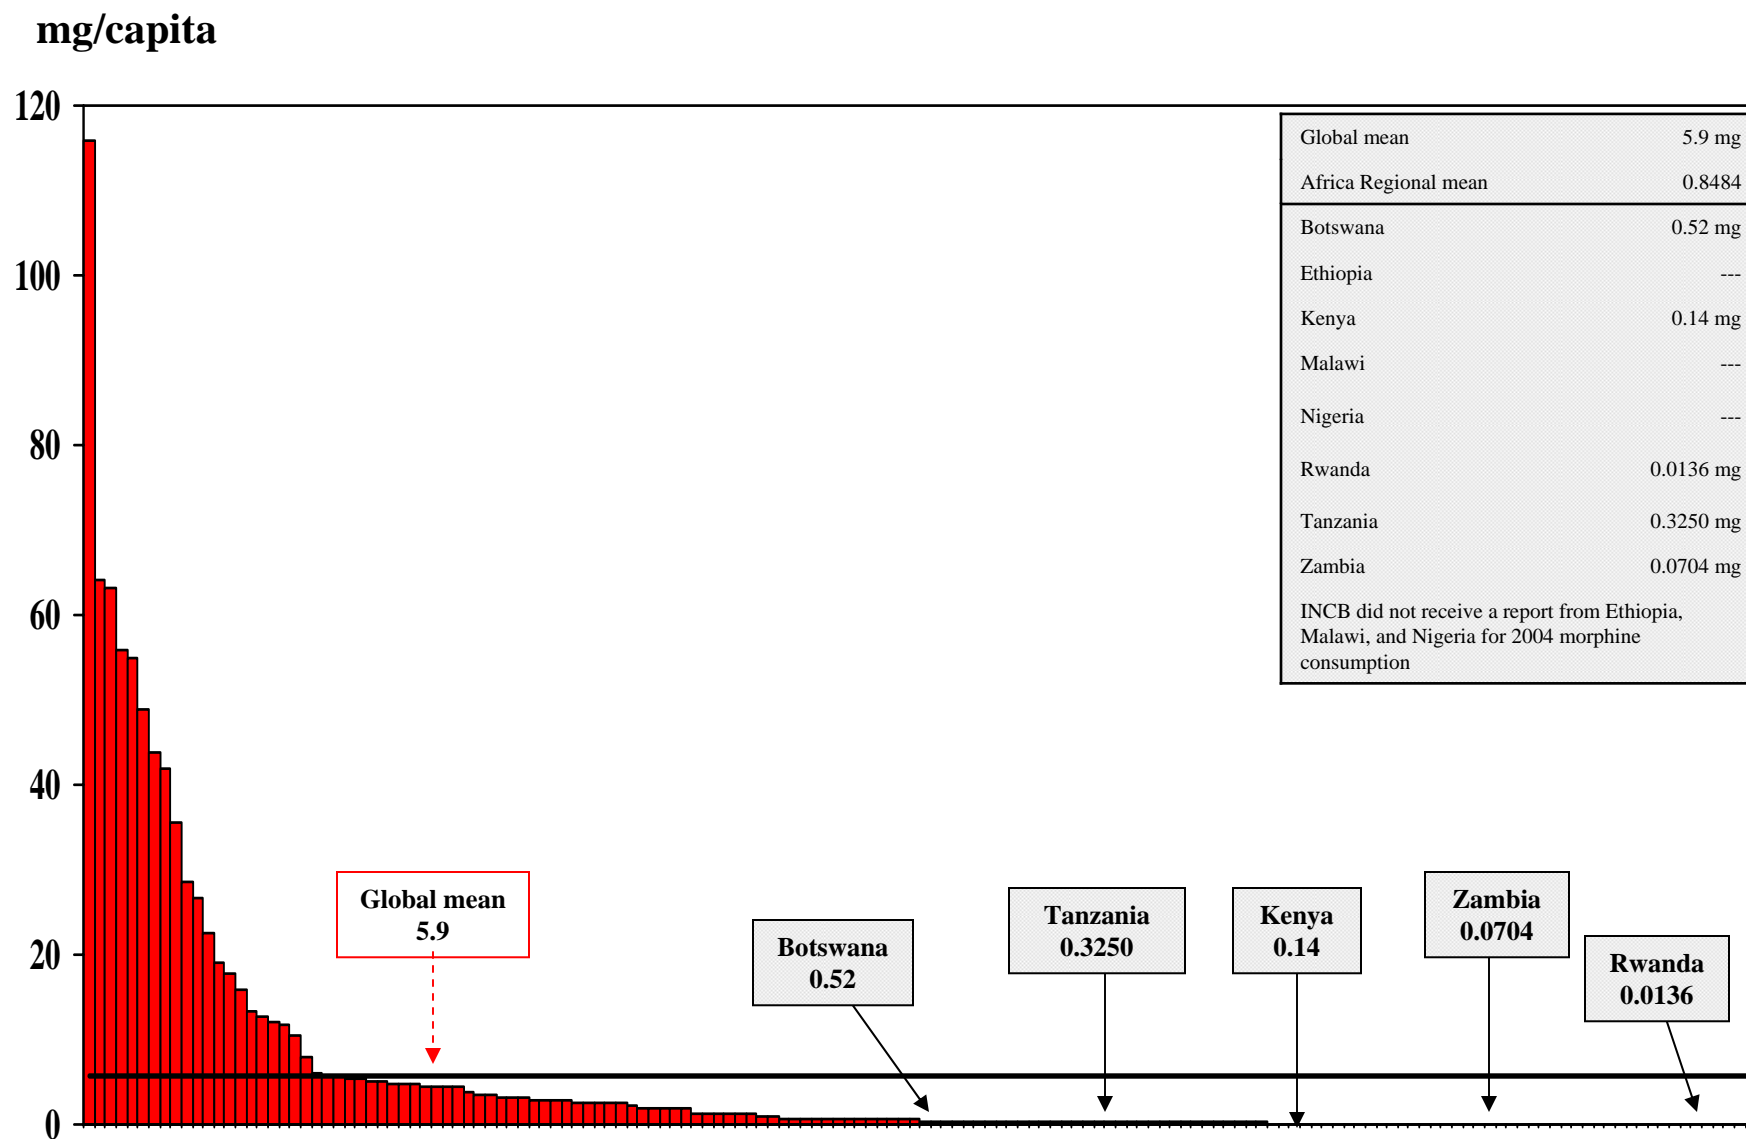 mg/capita
120
100
80
60
40
20
0
Global mean 5.9 mg
Africa Regional mean 0.8484
Botswana 0.52 mg
Ethiopia ---
Kenya 0.14 mg
Malawi ---
Nigeria ---
Rwanda 0.0136 mg
Tanzania 0.3250 mg
Zambia 0.0704 mg
INCB did not receive a report from Ethiopia,
Malawi, and Nigeria for 2004 morphine
consumption
Global mean
5.9
Botswana
0.52
Tanzania
0.3250
Kenya
0.14
Zambia
0.0704
Rwanda
0.0136